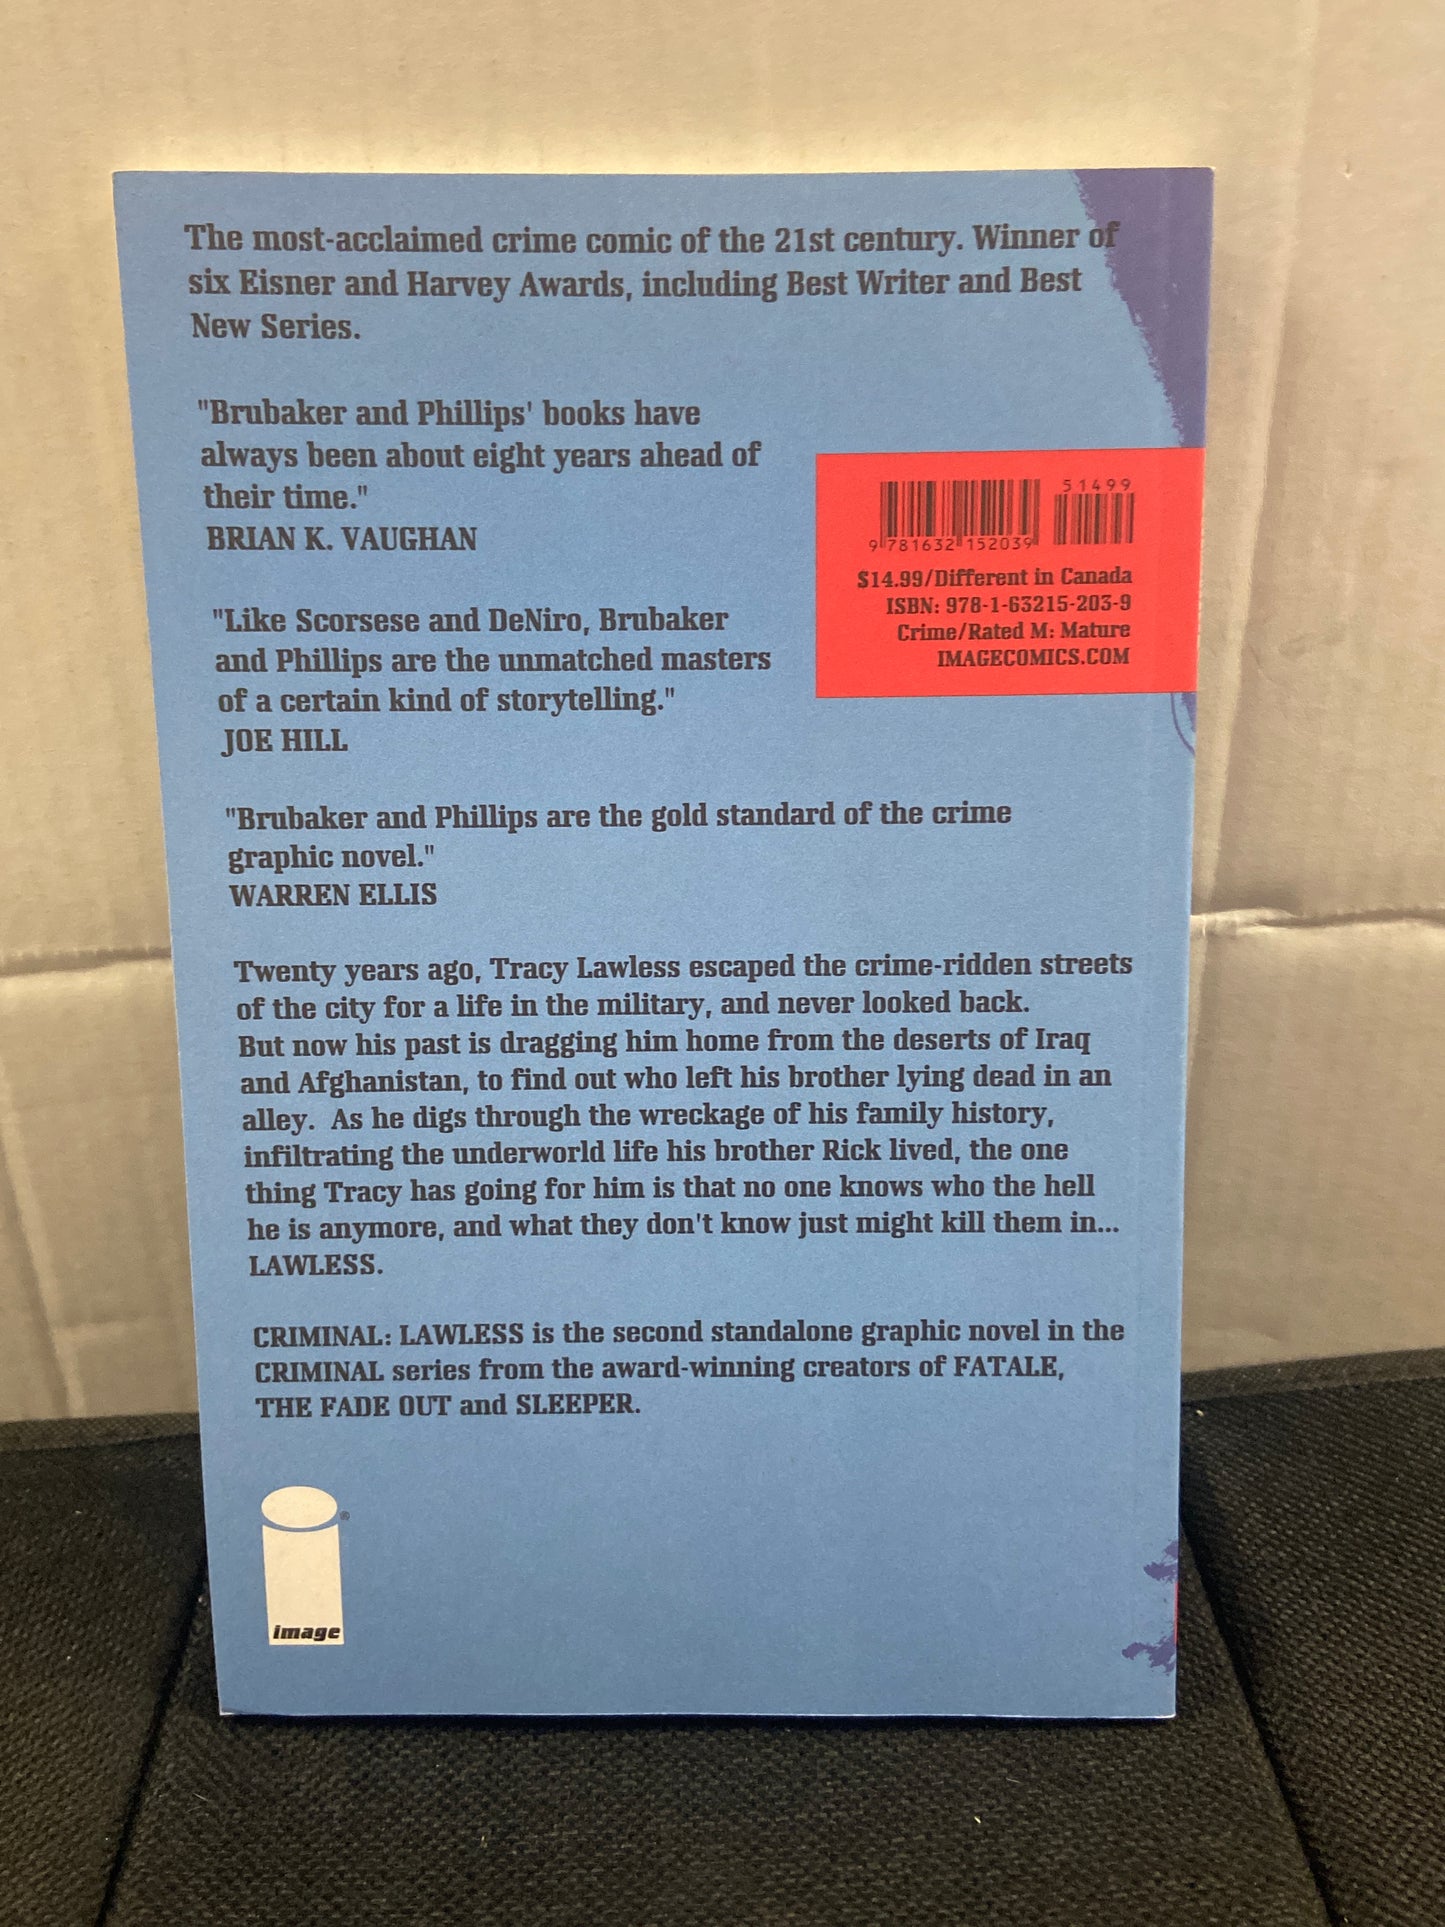 The most-acclaimed crime comic of the 21st century. Winner of
six Eisner and Harvey Awards, including Best Writer and Best
New Series.
"Brubaker and Phillips' books have
always been about eight years ahead of
their time."
BRIAN K. VAUGHAN
51499
9 781632 152039
$14.99/Different in Canada
ISBN: 978-1-63215-203-9
Crime/Rated M: Mature
IMAGECOMICS.COM
"Like Scorsese and DeNiro, Brubaker
and Phillips are the unmatched masters
of a certain kind of storytelling."
JOE HILL
"Brubaker and Phillips are the gold standard of the crime
graphic novel."
WARREN ELLIS
Twenty years ago, Tracy Lawless escaped the crime-ridden streets
of the city for a life in the military, and never looked back.
But now his past is dragging him home from the deserts of Iraq
and Afghanistan, to find out who left his brother lying dead in an
alley.  As he digs through the wreckage of his family history,
infiltrating the underworld life his brother Rick lived, the one
thing Tracy has going for him is that no one knows who the hell
he is anymore, and what they don't know just might kill them in...
LAWLESS.
CRIMINAL: LAWLESS is the second standalone graphic novel in the
CRIMINAL series from the award-winning creators of FATALE,
THE FADE OUT and SLEEPER.
®
image